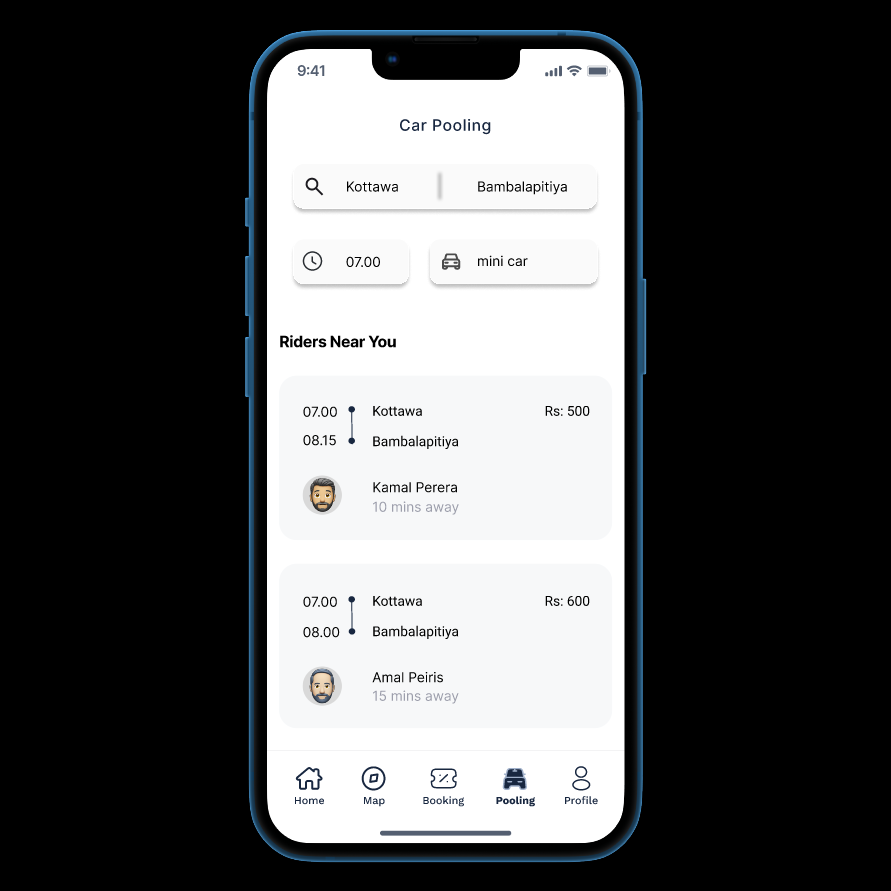 9:41
Car Pooling
Kottawa Bambalapitiya
07.00 mini car
Riders Near You
07.00 Kottawa Rs: 500
08.15 Bambalapitiya
Kamal Perera
10 mins away
07.00 Kottawa Rs: 600
08.00 Bambalapitiya
Amal Peiris
15 mins away
Home Map Booking Pooling Profile